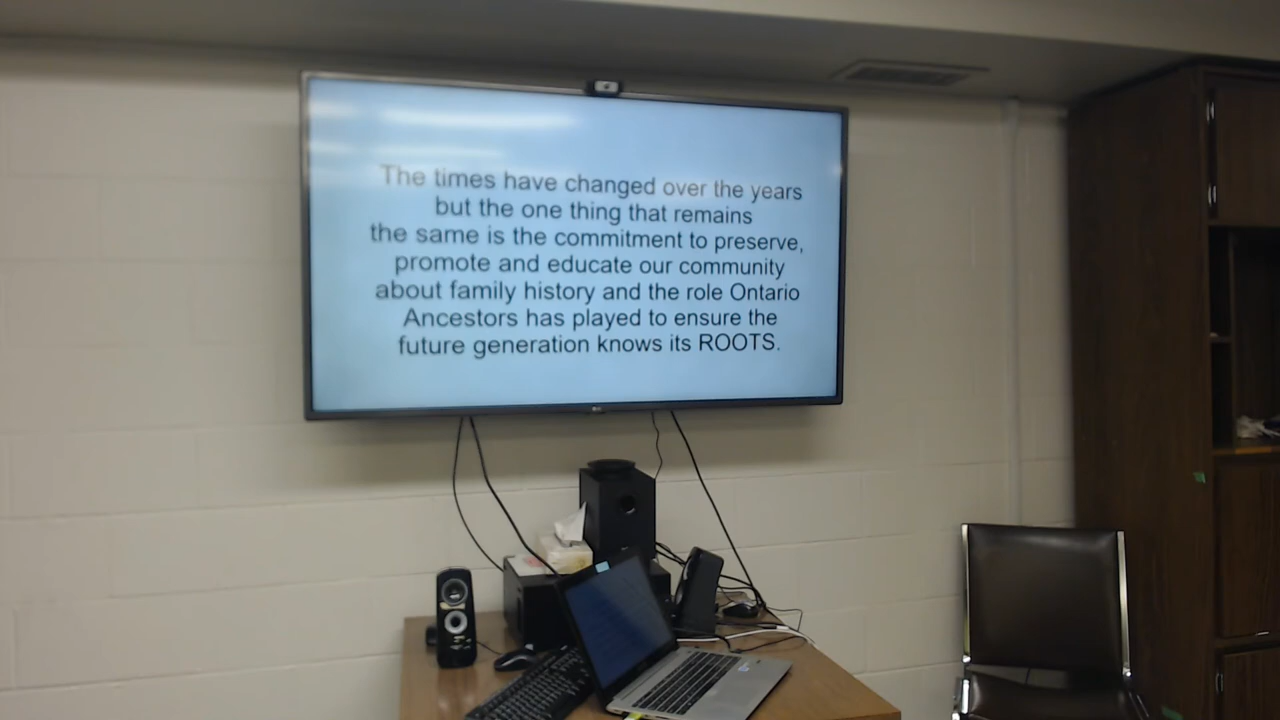 The times have changed over the years
but the one thing that remains
the same is the commitment to preserve,
promote and educate our community
about family history and the role Ontario
Ancestors has played to ensure the
future generation knows its ROOTS.